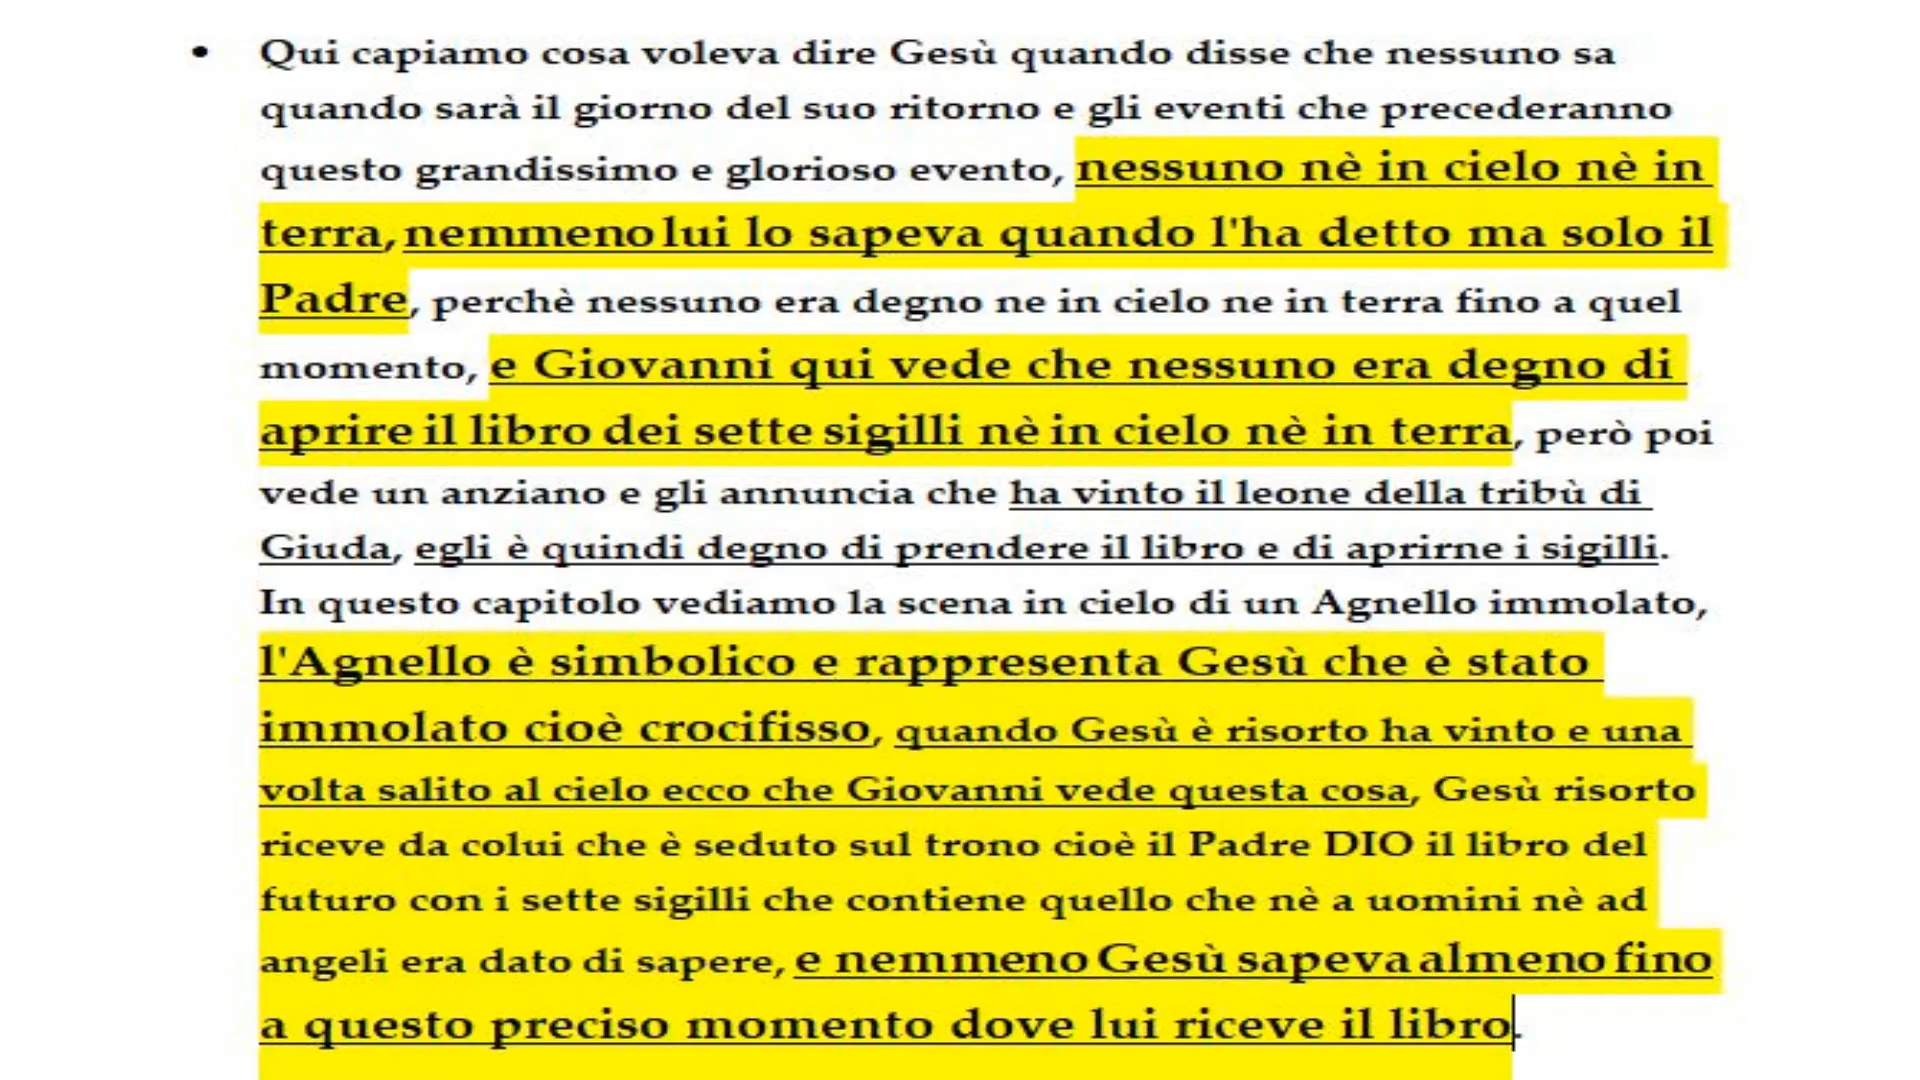 • Qui capiamo cosa voleva dire Gesù quando disse che nessuno sa
quando sarà il giorno del suo ritorno e gli eventi che precederanno
questo grandissimo e glorioso evento, nessuno nè in cielo nè in
terra, nemmeno lui lo sapeva quando l'ha detto ma solo il
Padre, perchè nessuno era degno ne in cielo ne in terra fino a quel
momento, e Giovanni qui vede che nessuno era degno di
aprire il libro dei sette sigilli nè in cielo nè in terra, però poi
vede un anziano e gli annuncia che ha vinto il leone della tribù di
Giuda, egli è quindi degno di prendere il libro e di aprirne i sigilli.
In questo capitolo vediamo la scena in cielo di un Agnello immolato,
l'Agnello è simbolico e rappresenta Gesù che è stato
immolato cioè crocifisso, quando Gesù è risorto ha vinto e una
volta salito al cielo ecco che Giovanni vede questa cosa, Gesù risorto
riceve da colui che è seduto sul trono cioè il Padre DIO il libro del
futuro con i sette sigilli che contiene quello che nè a uomini nè ad
angeli era dato di sapere, e nemmeno Gesù sapeva almeno fino
a questo preciso momento dove lui riceve il libro.